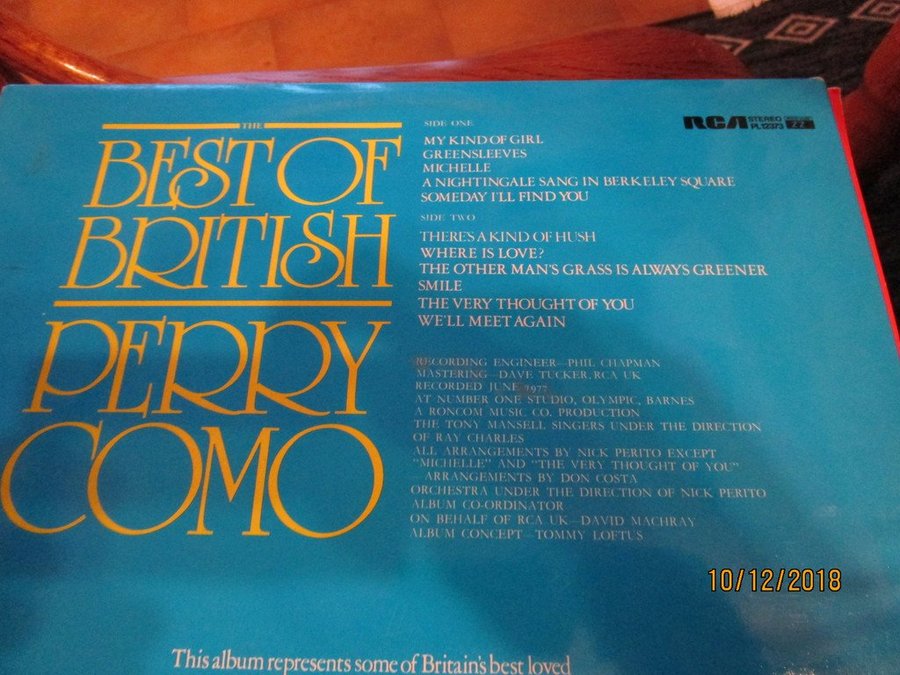 THE
BEST OF
BRITISH
PERRY
COMO
SIDE ONE
MY KIND OF GIRL
GREENSLEEVES
MICHELLE
A NIGHTINGALE SANG IN BERKELEY SQUARE
SOMEDAY I'LL FIND YOU
SIDE TWO
THERE'S A KIND OF HUSH
WHERE IS LOVE?
THE OTHER MAN'S GRASS IS ALWAYS GREENER
SMILE
THE VERY THOUGHT OF YOU
WE'LL MEET AGAIN
RCA STEREO
PL 12373
RECORDING ENGINEER—PHIL CHAPMAN
MASTERING—DAVE TUCKER, RCA UK
RECORDED JUNE 1977
AT NUMBER ONE STUDIO, OLYMPIC, BARNES
A RONCOM MUSIC CO. PRODUCTION
THE TONY MANSELL SINGERS UNDER THE DIRECTION
OF RAY CHARLES
ALL ARRANGEMENTS BY NICK PERITO EXCEPT
"MICHELLE" AND "THE VERY THOUGHT OF YOU"
ARRANGEMENTS BY DON COSTA
ORCHESTRA UNDER THE DIRECTION OF NICK PERITO
ALBUM CO-ORDINATOR
ON BEHALF OF RCA UK—DAVID MACHRAY
ALBUM CONCEPT—TOMMY LOFTUS
10/12/2018
This album represents some of Britain's best loved